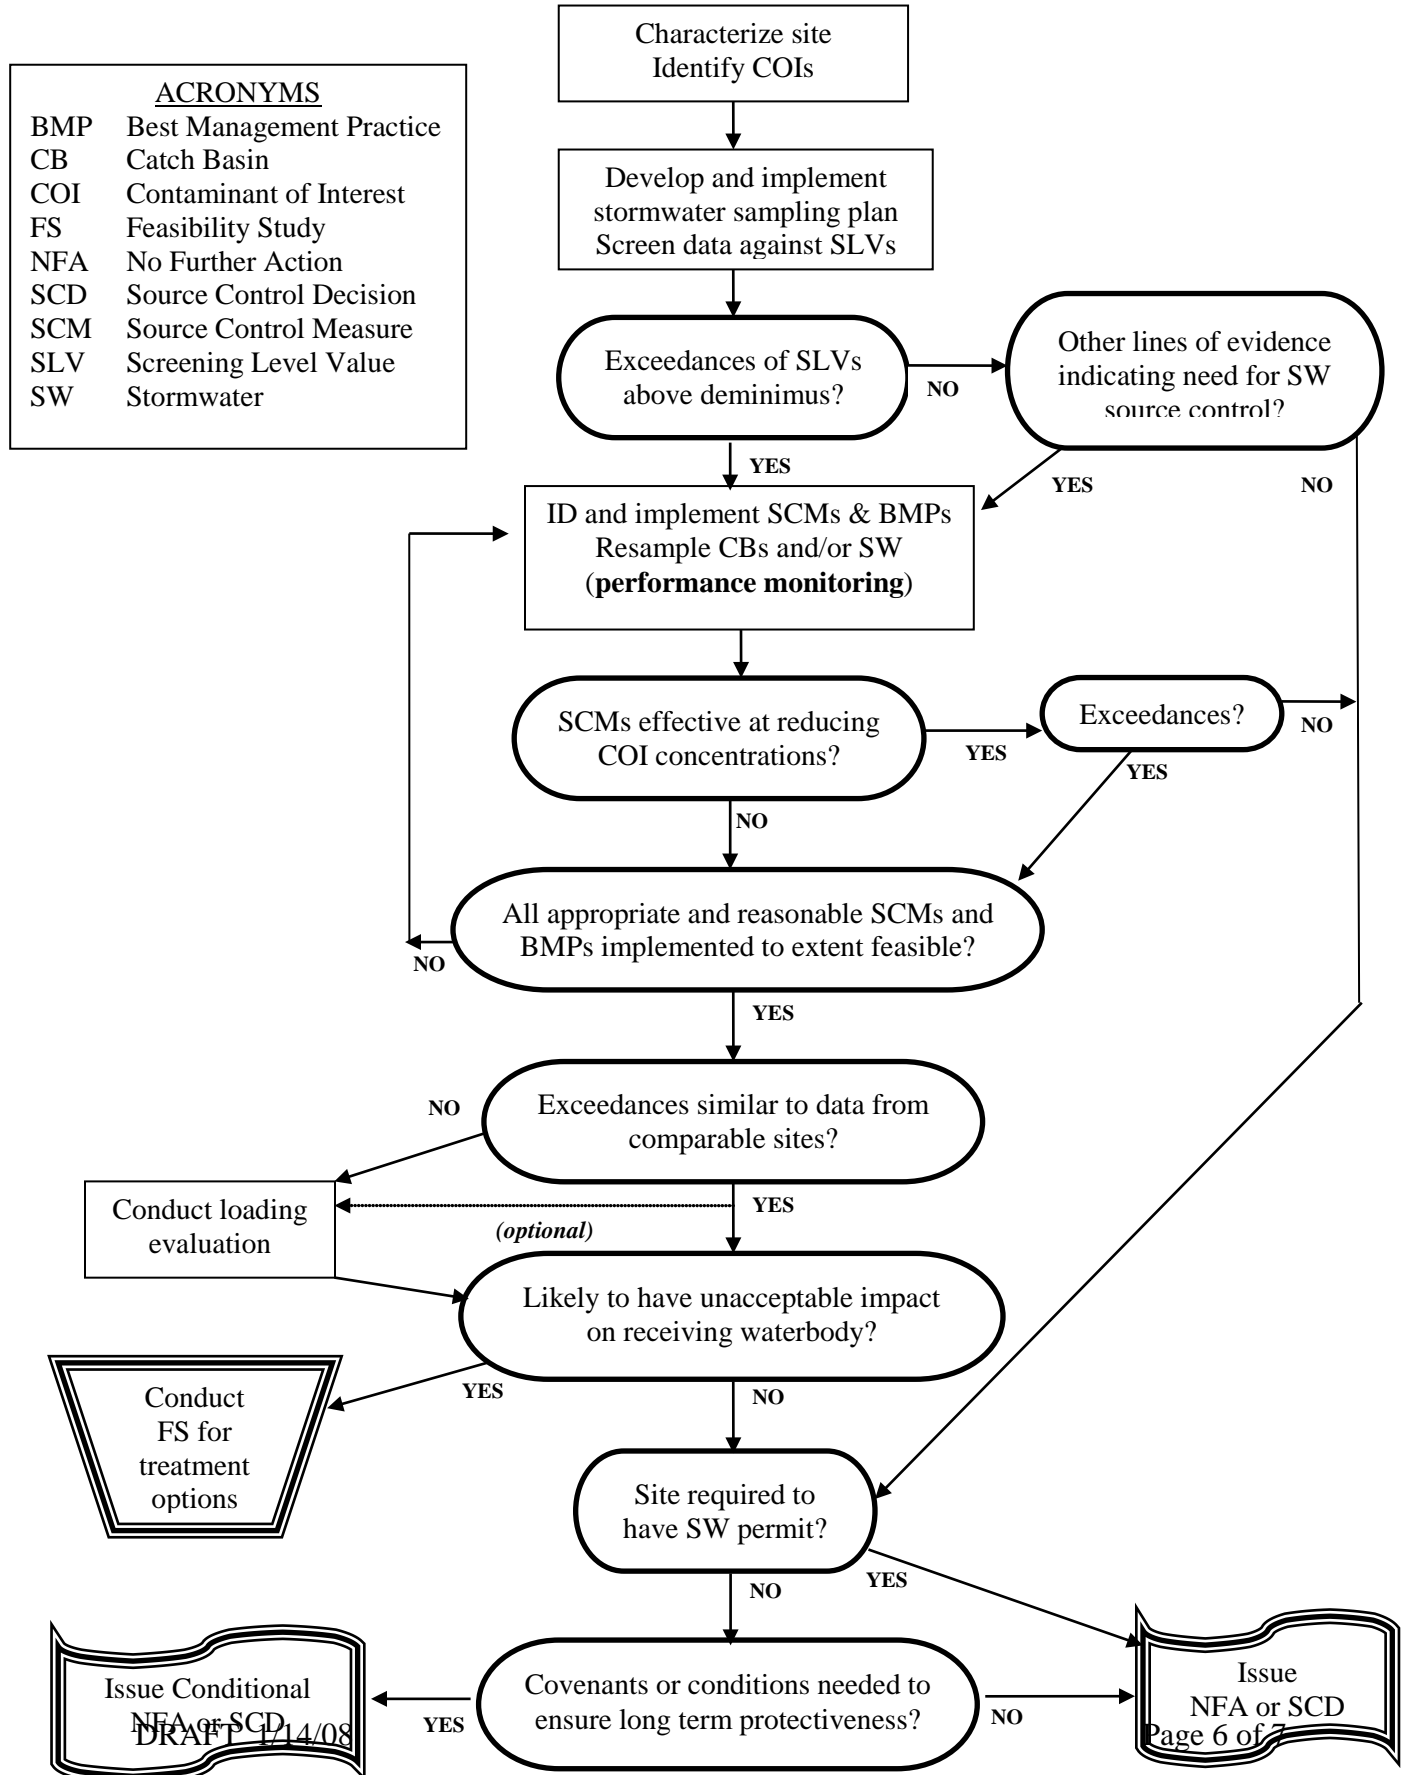 Characterize site
Identify COIs
ACRONYMS
BMP Best Management Practice
CB Catch Basin
COI Contaminant of Interest
FS Feasibility Study
NFA No Further Action
SCD Source Control Decision
SCM Source Control Measure
SLV Screening Level Value
SW Stormwater
Develop and implement
stormwater sampling plan
Screen data against SLVs
Exceedances of SLVs
above deminimus?
NO
Other lines of evidence
indicating need for SW
source control?
YES
YES
NO
ID and implement SCMs & BMPs
Resample CBs and/or SW
(performance monitoring)
SCMs effective at reducing
COI concentrations?
YES
Exceedances?
NO
YES
NO
All appropriate and reasonable SCMs and
BMPs implemented to extent feasible?
NO
YES
Exceedances similar to data from
comparable sites?
NO
YES
(optional)
Conduct loading
evaluation
Likely to have unacceptable impact
on receiving waterbody?
YES
NO
Conduct
FS for
treatment
options
Site required to
have SW permit?
YES
NO
Covenants or conditions needed to
ensure long term protectiveness?
YES
NO
Issue Conditional
NFA or SCD
Issue
NFA or SCD
DRAFT 1/14/08
Page 6 of 7